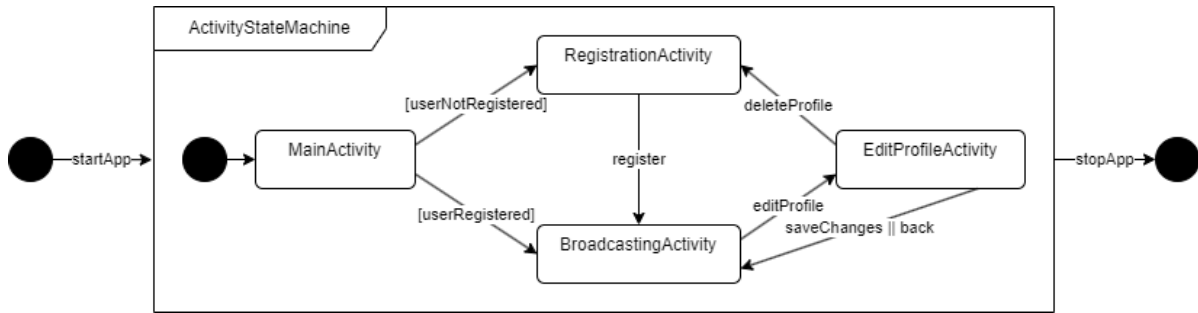 ActivityStateMachine
RegistrationActivity
[userNotRegistered]
deleteProfile
startApp
MainActivity
register
EditProfileActivity
stopApp
[userRegistered]
editProfile
saveChanges || back
BroadcastingActivity